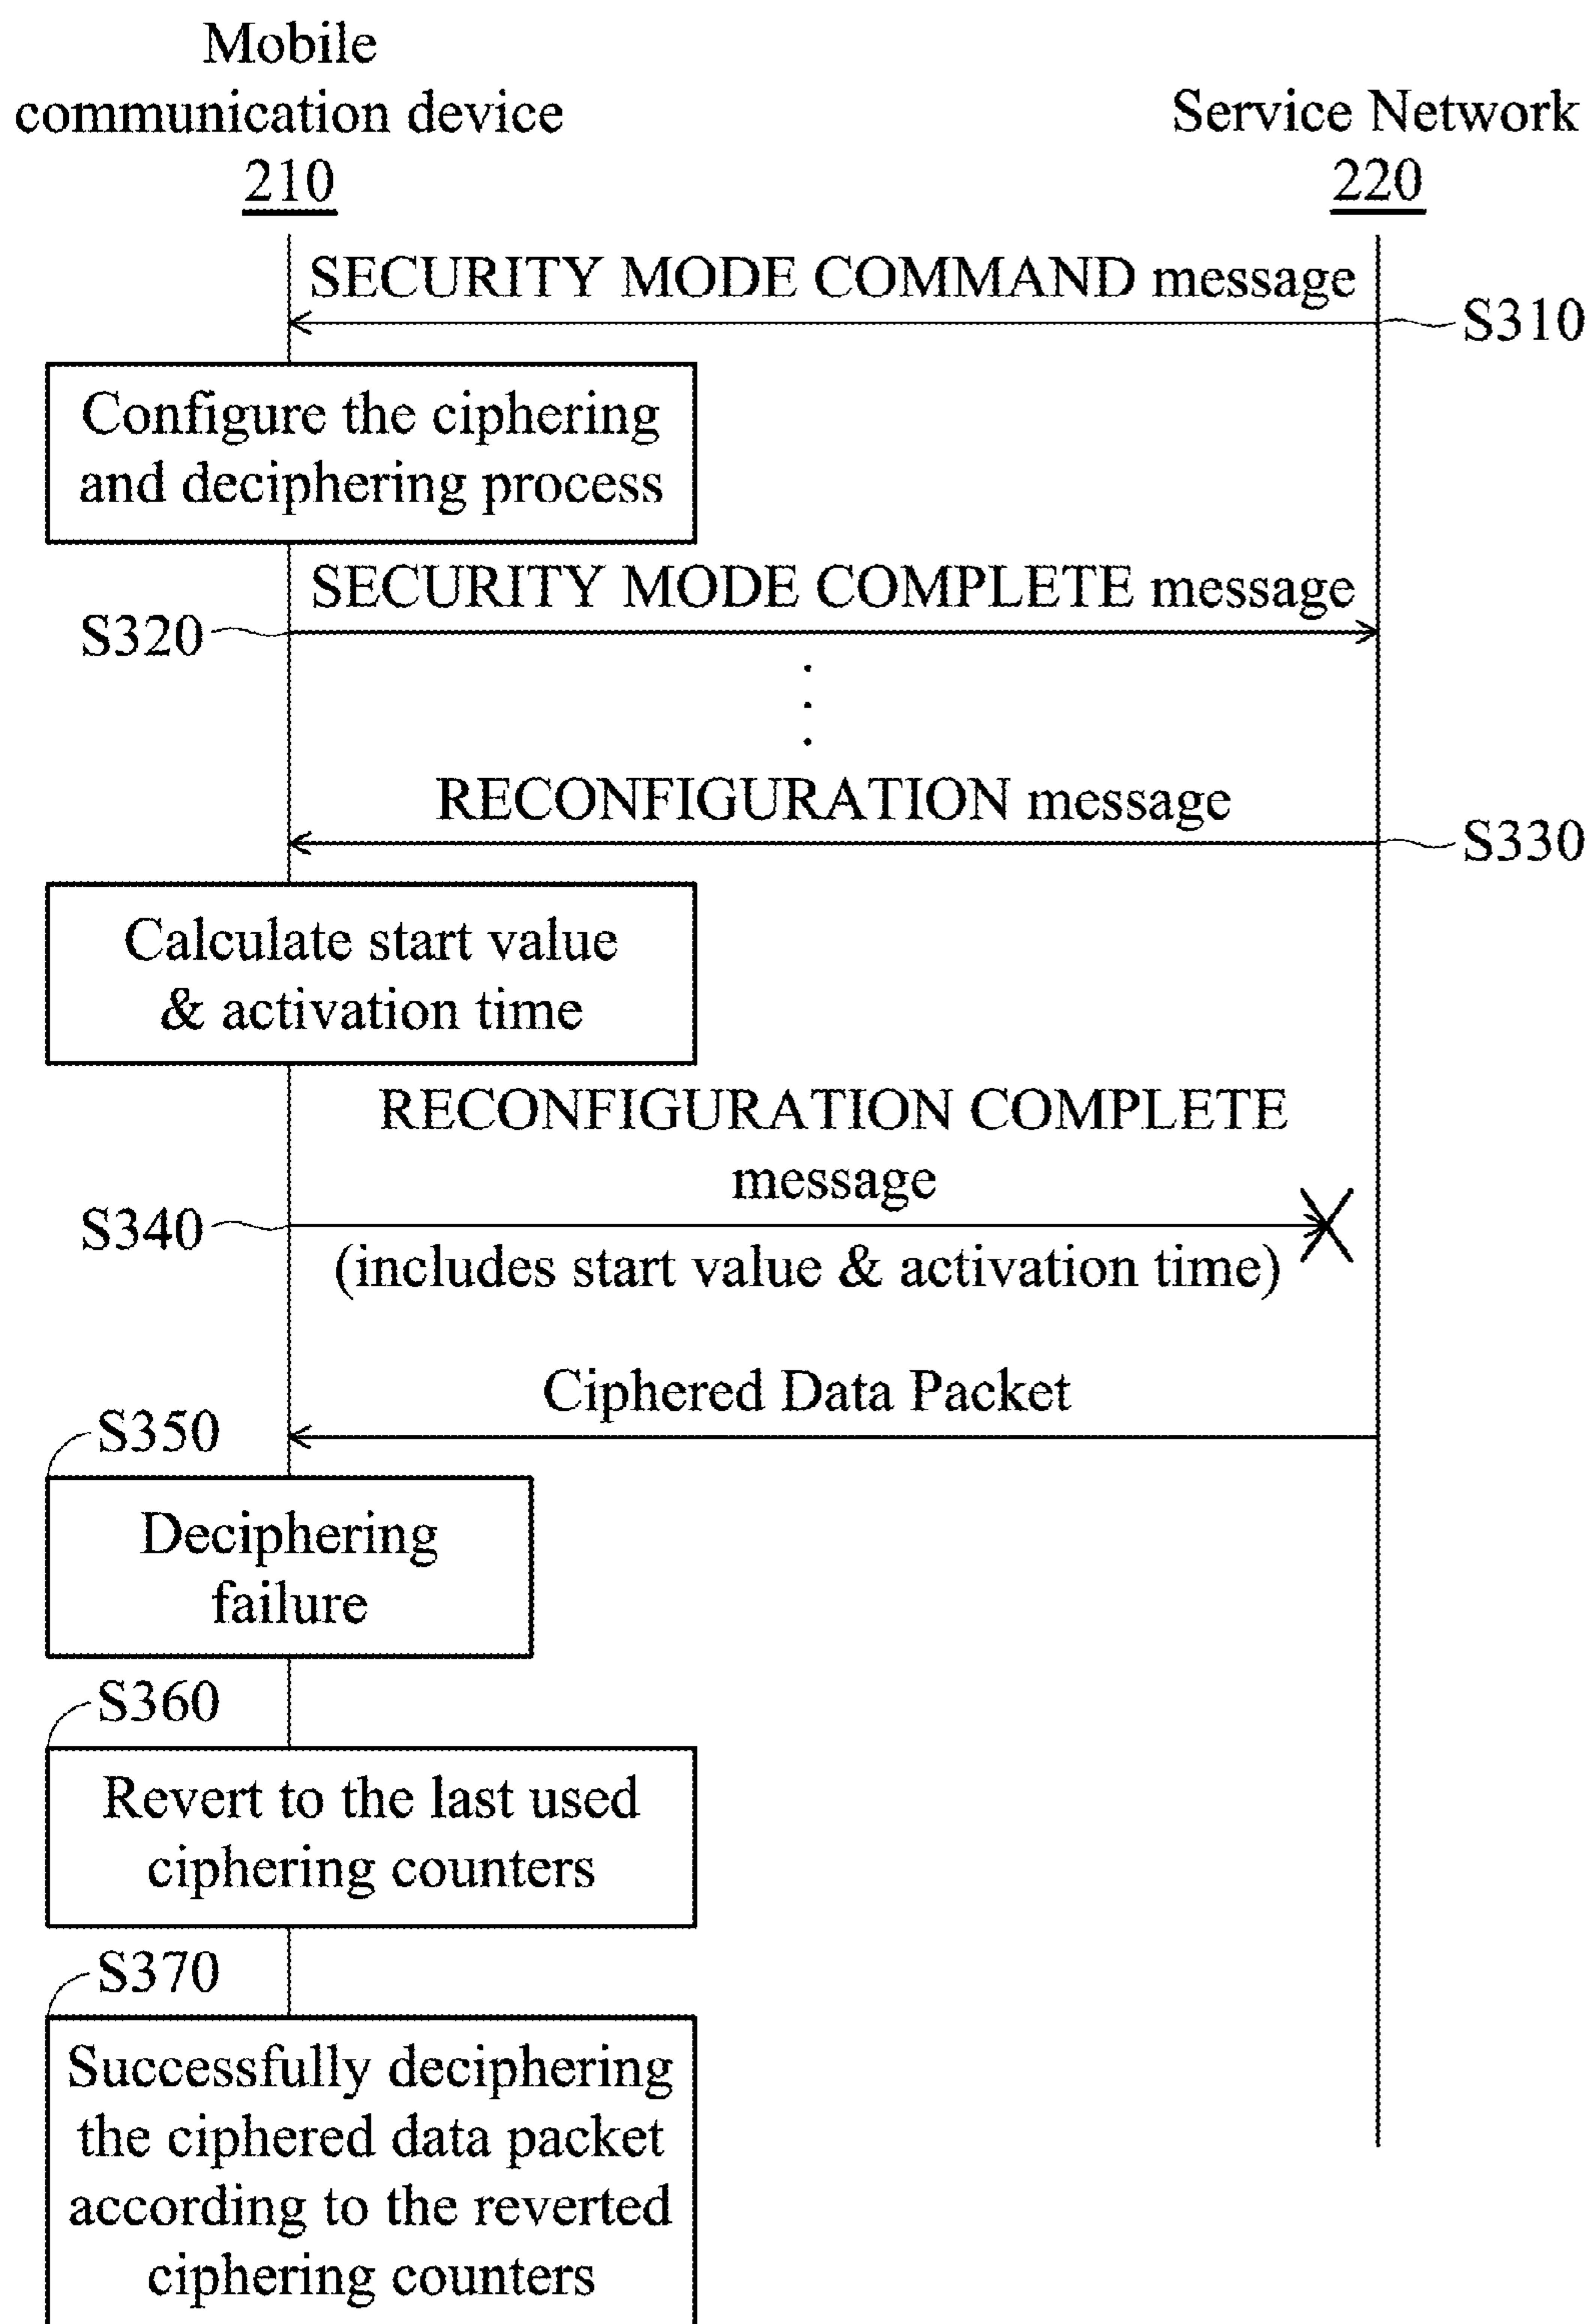 Mobile
communication device
210
Service Network
220
SECURITY MODE COMMAND message
S310
Configure the ciphering
and deciphering process
SECURITY MODE COMPLETE message
S320
RECONFIGURATION message
S330
Calculate start value
& activation time
RECONFIGURATION COMPLETE
message
S340
(includes start value & activation time)
Ciphered Data Packet
S350
Deciphering
failure
S360
Revert to the last used
ciphering counters
S370
Successfully deciphering
the ciphered data packet
according to the reverted
ciphering counters